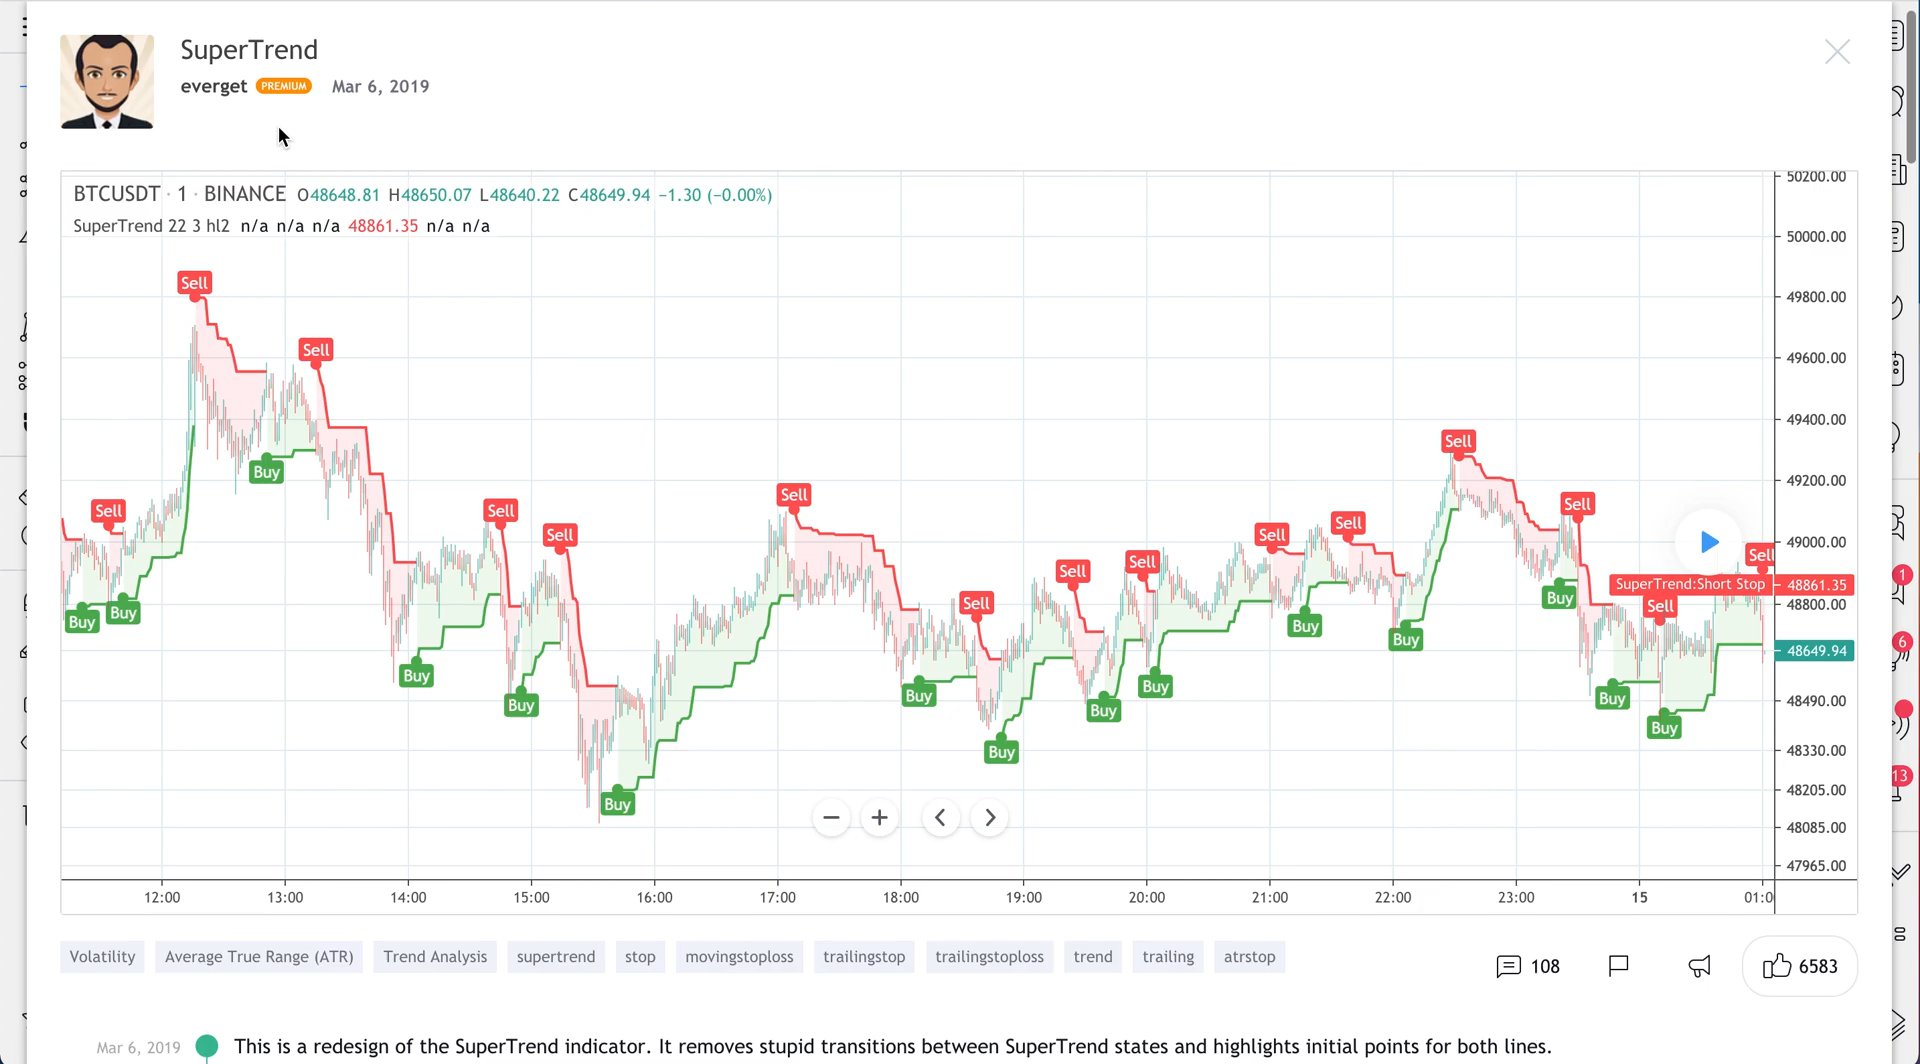 SuperTrend
everget PREMIUM Mar 6, 2019
BTCUSDT · 1 · BINANCE O48648.81 H48650.07 L48640.22 C48649.94 −1.30 (−0.00%)
SuperTrend 22 3 hl2 n/a n/a n/a 48861.35 n/a n/a
50200.00
50000.00
Sell
49800.00
Sell
49600.00
49400.00
Sell
Buy
49200.00
Sell
Sell
Sell
Sell
Sell
Sell
Sell
49000.00
Sell
Sell
Sell
Sell
SuperTrend:Short Stop 48861.35
1
Buy
Sell
Sell
48800.00
Buy
Buy
Buy
Buy
6
48649.94
Buy
Buy
Buy
Buy
Buy
48490.00
Buy
Buy
Buy
Buy
48330.00
13
48205.00
Buy
48085.00
47965.00
12:00 13:00 14:00 15:00 16:00 17:00 18:00 19:00 20:00 21:00 22:00 23:00 15 01:0
Volatility Average True Range (ATR) Trend Analysis supertrend stop movingstoploss trailingstop trailingstoploss trend trailing atrstop
108 6583
Mar 6, 2019 This is a redesign of the SuperTrend indicator. It removes stupid transitions between SuperTrend states and highlights initial points for both lines.